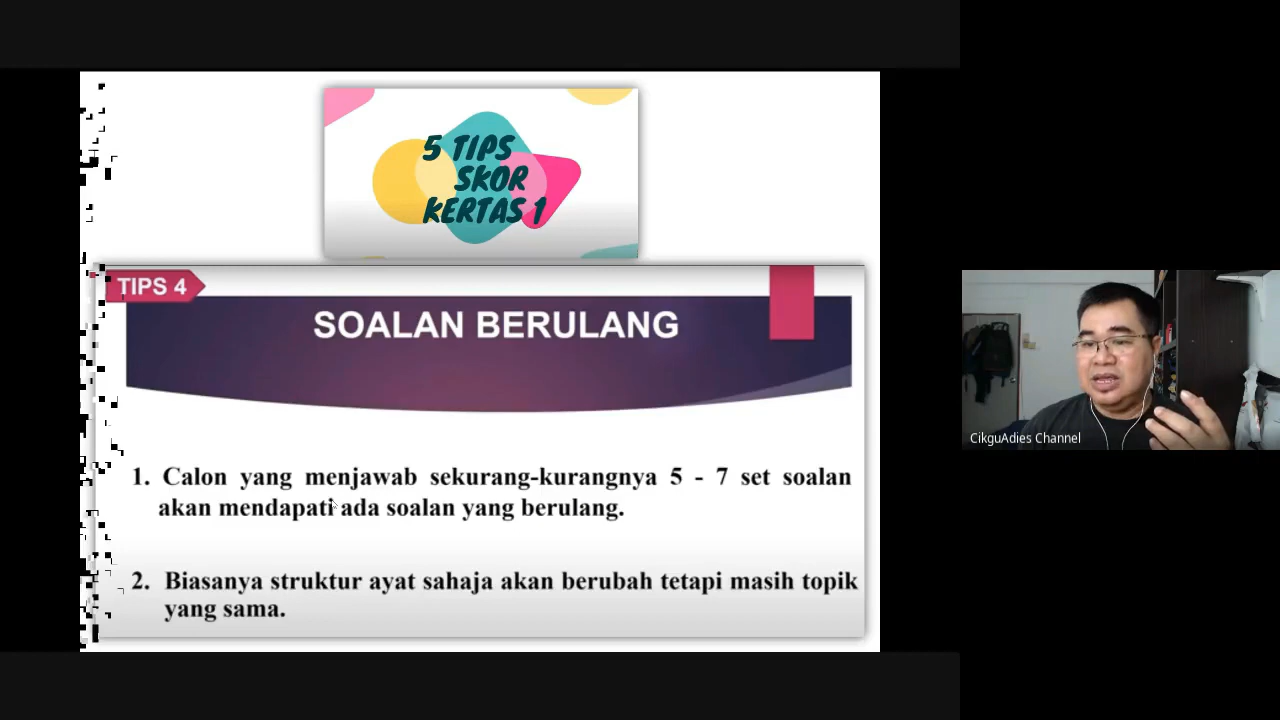 5 TIPS
SKOR
KERTAS 1
TIPS 4
SOALAN BERULANG
1. Calon yang menjawab sekurang-kurangnya 5 - 7 set soalan
akan mendapati ada soalan yang berulang.
2. Biasanya struktur ayat sahaja akan berubah tetapi masih topik
yang sama.
CikguAdies Channel